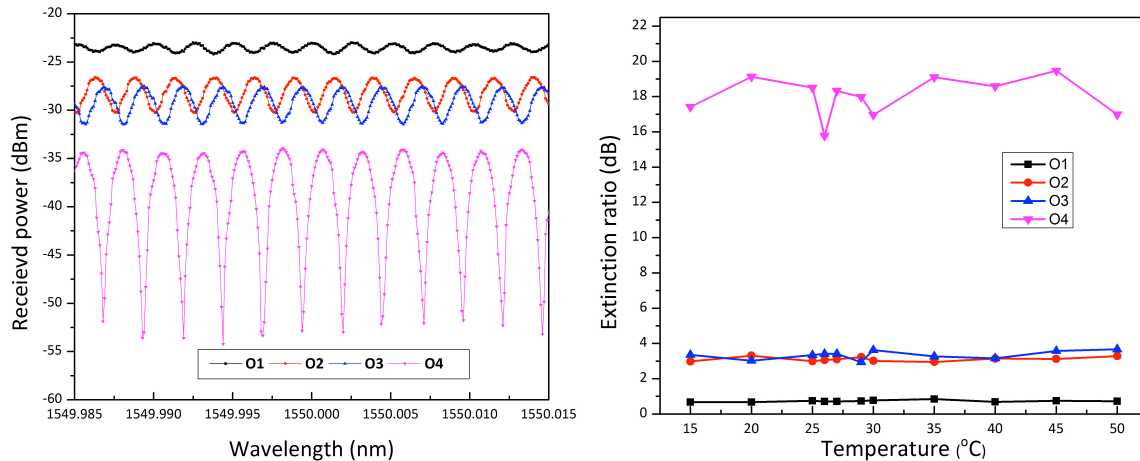 -20
-25
-30
-35
-40
-45
-50
-55
-60
Receievd power (dBm)
O1 O2 O3 O4
1549.985 1549.990 1549.995 1550.000 1550.005 1550.010 1550.015
Wavelength (nm)
22
20
18
16
14
12
10
8
6
4
2
0
Extinction ratio (dB)
O1
O2
O3
O4
15 20 25 30 35 40 45 50
Temperature (°C)